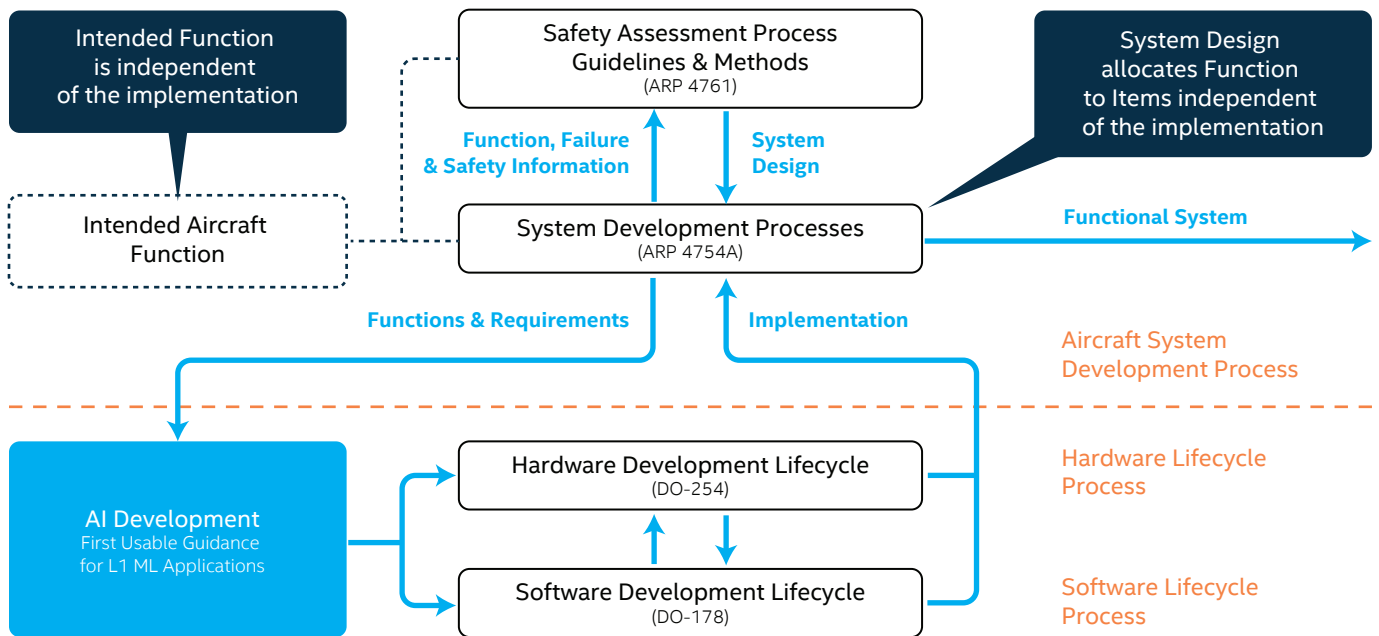 Intended Function
is independent
of the implementation
Safety Assessment Process
Guidelines & Methods
(ARP 4761)
System Design
allocates Function
to Items independent
of the implementation
Function, Failure
& Safety Information
System
Design
Intended Aircraft
Function
System Development Processes
(ARP 4754A)
Functional System
Functions & Requirements
Implementation
Aircraft System
Development Process
AI Development
First Usable Guidance
for L1 ML Applications
Hardware Development Lifecycle
(DO-254)
Hardware Lifecycle
Process
Software Development Lifecycle
(DO-178)
Software Lifecycle
Process